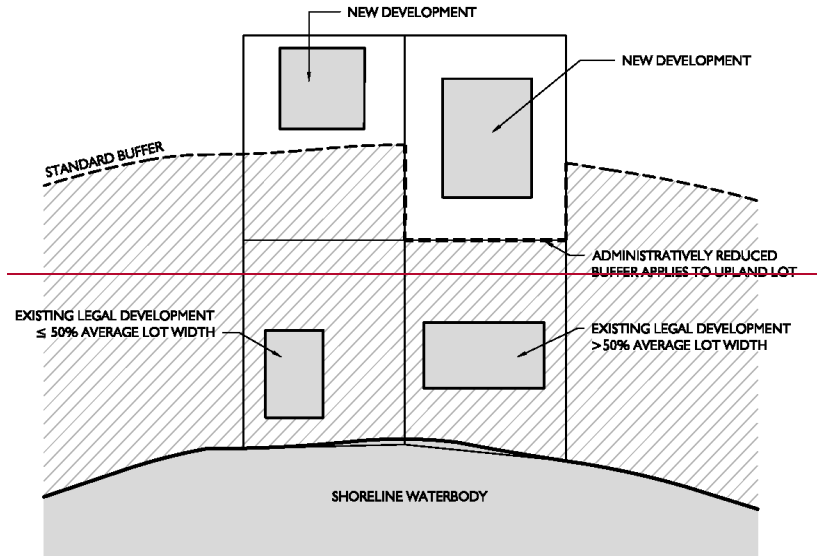 NEW DEVELOPMENT
NEW DEVELOPMENT
STANDARD BUFFER
ADMINISTRATIVELY REDUCED
BUFFER APPLIES TO UPLAND LOT
EXISTING LEGAL DEVELOPMENT
≤ 50% AVERAGE LOT WIDTH
EXISTING LEGAL DEVELOPMENT
>50% AVERAGE LOT WIDTH
SHORELINE WATERBODY